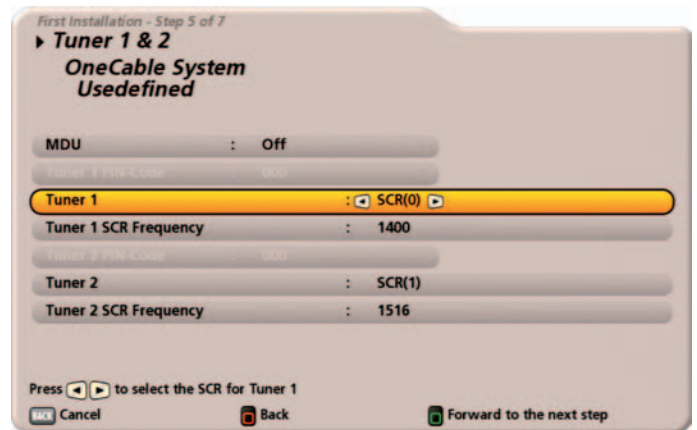 First Installation - Step 5 of 7
Tuner 1 & 2
OneCable System
Usedefined
MDU : Off
Tuner 1 PIN-Code : 000
Tuner 1 : SCR(0)
Tuner 1 SCR Frequency : 1400
Tuner 2 PIN-Code : 000
Tuner 2 : SCR(1)
Tuner 2 SCR Frequency : 1516
Press to select the SCR for Tuner 1
Cancel Back Forward to the next step